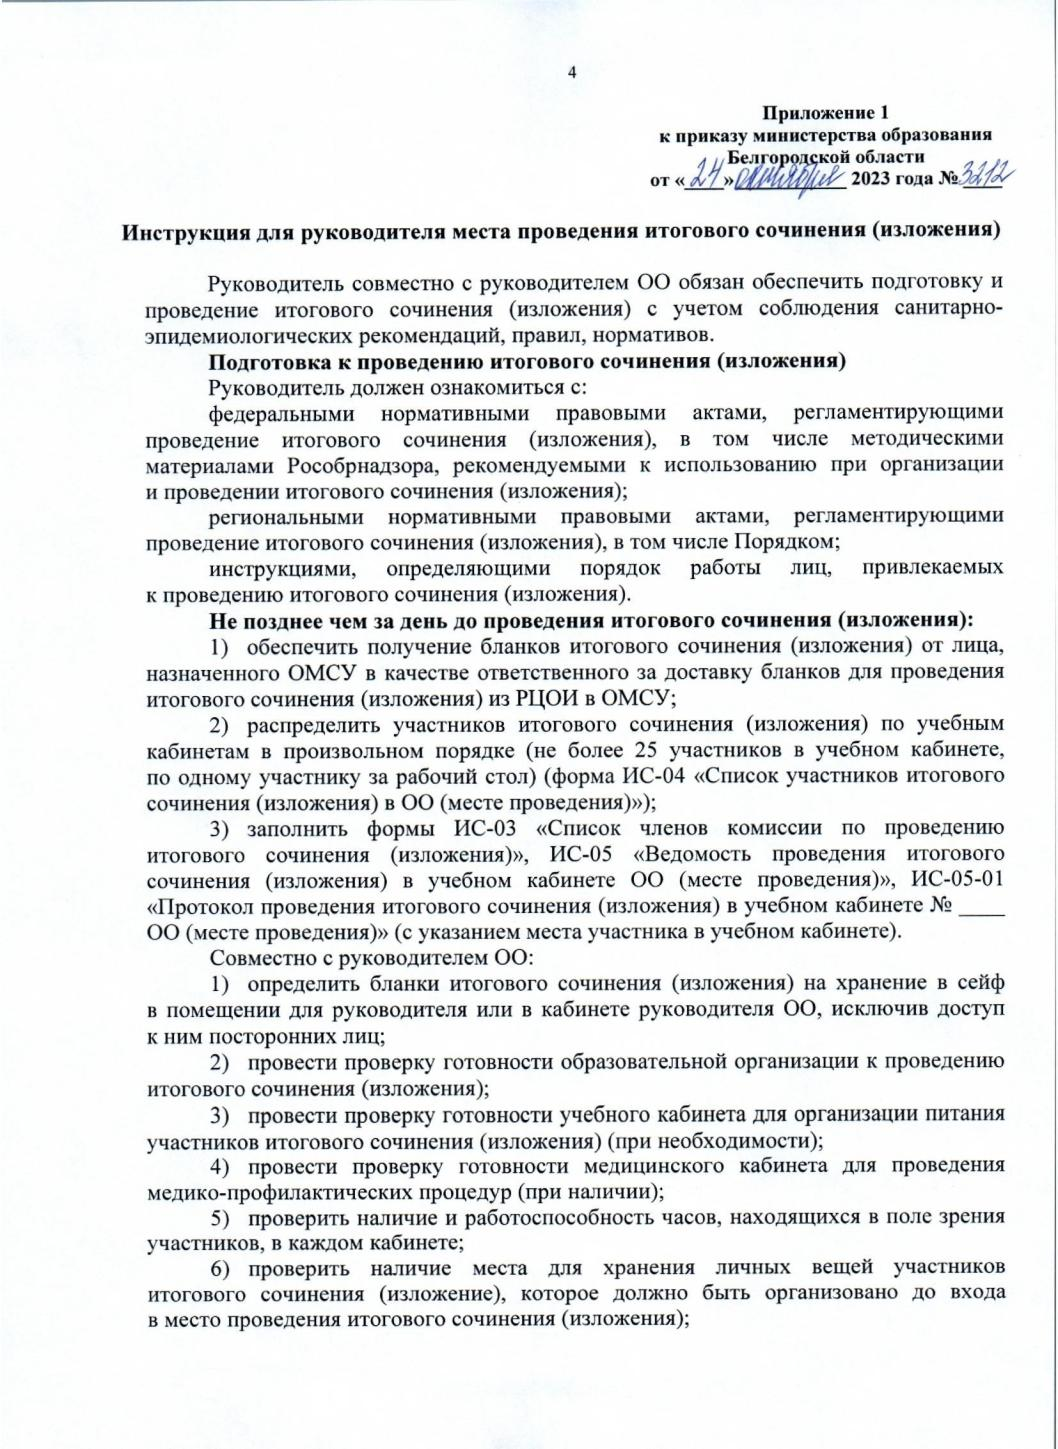 4
Приложение 1
к приказу министерства образования
Белгородской области
от «24» октября 2023 года № 3212
Инструкция для руководителя места проведения итогового сочинения (изложения)
Руководитель совместно с руководителем ОО обязан обеспечить подготовку и
проведение итогового сочинения (изложения) с учетом соблюдения санитарно-
эпидемиологических рекомендаций, правил, нормативов.
Подготовка к проведению итогового сочинения (изложения)
Руководитель должен ознакомиться с:
федеральными нормативными правовыми актами, регламентирующими
проведение итогового сочинения (изложения), в том числе методическими
материалами Рособрнадзора, рекомендуемыми к использованию при организации
и проведении итогового сочинения (изложения);
региональными нормативными правовыми актами, регламентирующими
проведение итогового сочинения (изложения), в том числе Порядком;
инструкциями, определяющими порядок работы лиц, привлекаемых
к проведению итогового сочинения (изложения).
Не позднее чем за день до проведения итогового сочинения (изложения):
1) обеспечить получение бланков итогового сочинения (изложения) от лица,
назначенного ОМСУ в качестве ответственного за доставку бланков для проведения
итогового сочинения (изложения) из РЦОИ в ОМСУ;
2) распределить участников итогового сочинения (изложения) по учебным
кабинетам в произвольном порядке (не более 25 участников в учебном кабинете,
по одному участнику за рабочий стол) (форма ИС-04 «Список участников итогового
сочинения (изложения) в ОО (месте проведения)»);
3) заполнить формы ИС-03 «Список членов комиссии по проведению
итогового сочинения (изложения)», ИС-05 «Ведомость проведения итогового
сочинения (изложения) в учебном кабинете ОО (месте проведения)», ИС-05-01
«Протокол проведения итогового сочинения (изложения) в учебном кабинете № ____
ОО (месте проведения)» (с указанием места участника в учебном кабинете).
Совместно с руководителем ОО:
1) определить бланки итогового сочинения (изложения) на хранение в сейф
в помещении для руководителя или в кабинете руководителя ОО, исключив доступ
к ним посторонних лиц;
2) провести проверку готовности образовательной организации к проведению
итогового сочинения (изложения);
3) провести проверку готовности учебного кабинета для организации питания
участников итогового сочинения (изложения) (при необходимости);
4) провести проверку готовности медицинского кабинета для проведения
медико-профилактических процедур (при наличии);
5) проверить наличие и работоспособность часов, находящихся в поле зрения
участников, в каждом кабинете;
6) проверить наличие места для хранения личных вещей участников
итогового сочинения (изложение), которое должно быть организовано до входа
в место проведения итогового сочинения (изложения);